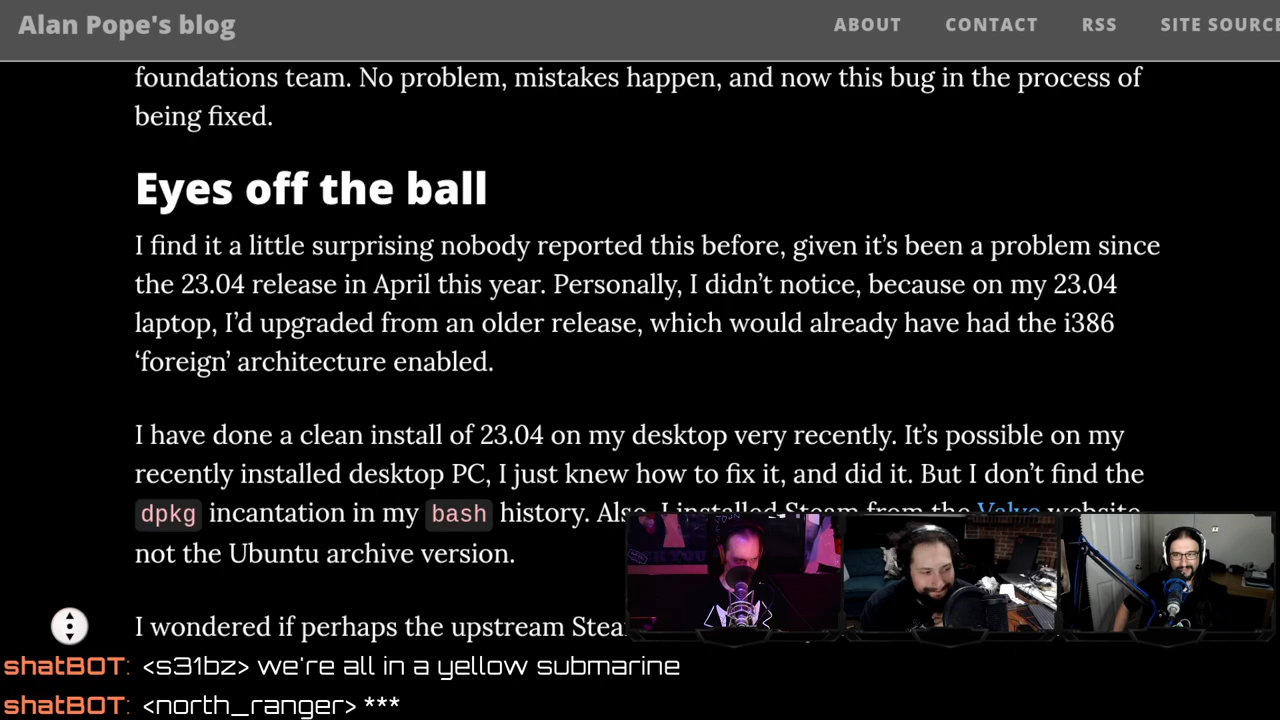 Alan Pope's blog
ABOUT CONTACT RSS SITE SOURCE
foundations team. No problem, mistakes happen, and now this bug in the process of
being fixed.
Eyes off the ball
I find it a little surprising nobody reported this before, given it’s been a problem since
the 23.04 release in April this year. Personally, I didn’t notice, because on my 23.04
laptop, I’d upgraded from an older release, which would already have had the i386
‘foreign’ architecture enabled.
I have done a clean install of 23.04 on my desktop very recently. It’s possible on my
recently installed desktop PC, I just knew how to fix it, and did it. But I don’t find the
dpkg incantation in my bash history. Also, I installed Steam from the Valve website,
not the Ubuntu archive version.
I wondered if perhaps the upstream
shatBOT: <s31bz> we're all in a yellow submarine
shatBOT: <north_ranger> ***